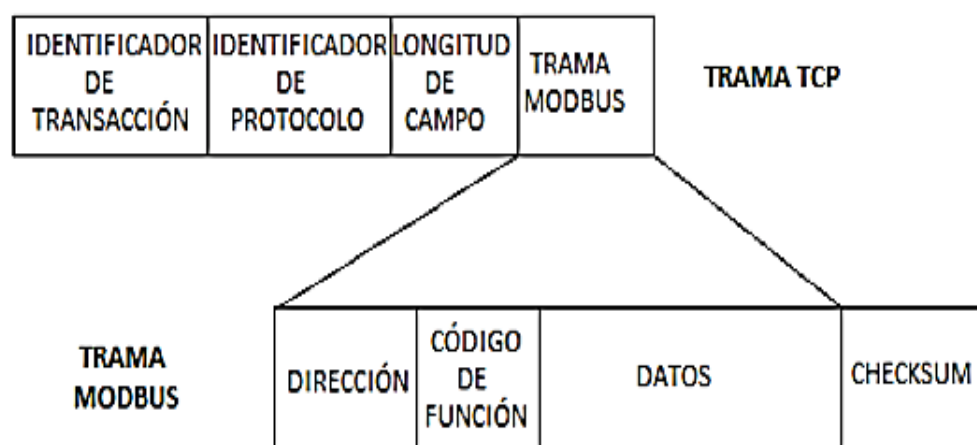 IDENTIFICADOR
DE
TRANSACCIÓN
IDENTIFICADOR
DE
PROTOCOLO
LONGITUD
DE
CAMPO
TRAMA
MODBUS
TRAMA TCP
TRAMA
MODBUS
DIRECCIÓN
CÓDIGO
DE
FUNCIÓN
DATOS
CHECKSUM